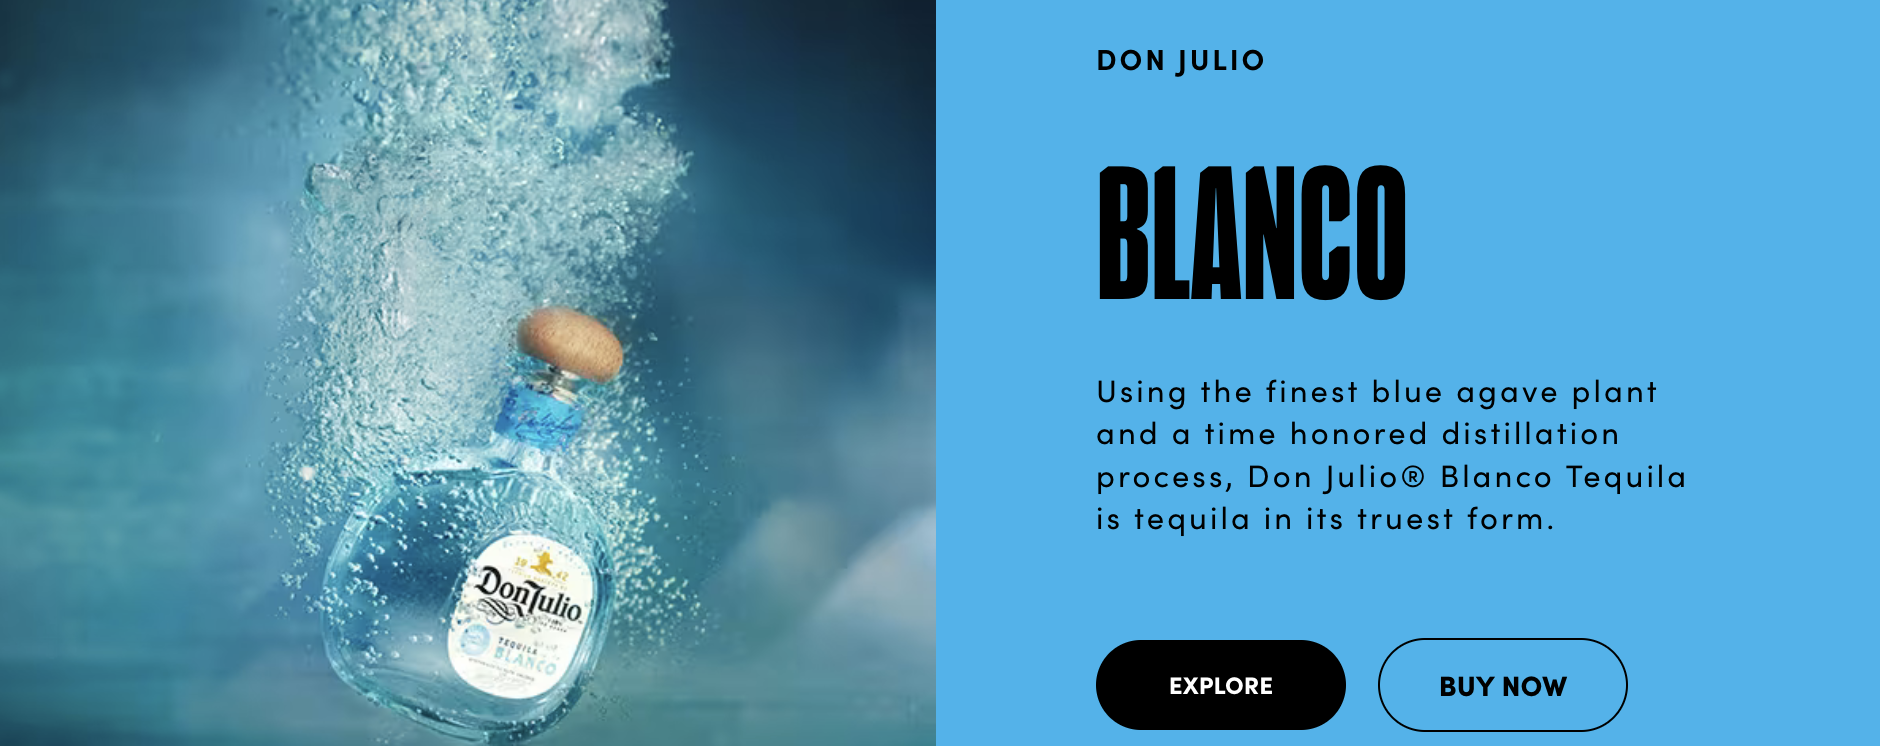 DON JULIO
BLANCO
Using the finest blue agave plant
and a time honored distillation
process, Don Julio® Blanco Tequila
is tequila in its truest form.
EXPLORE
BUY NOW
19 42
Don Julio
TEQUILA
BLANCO